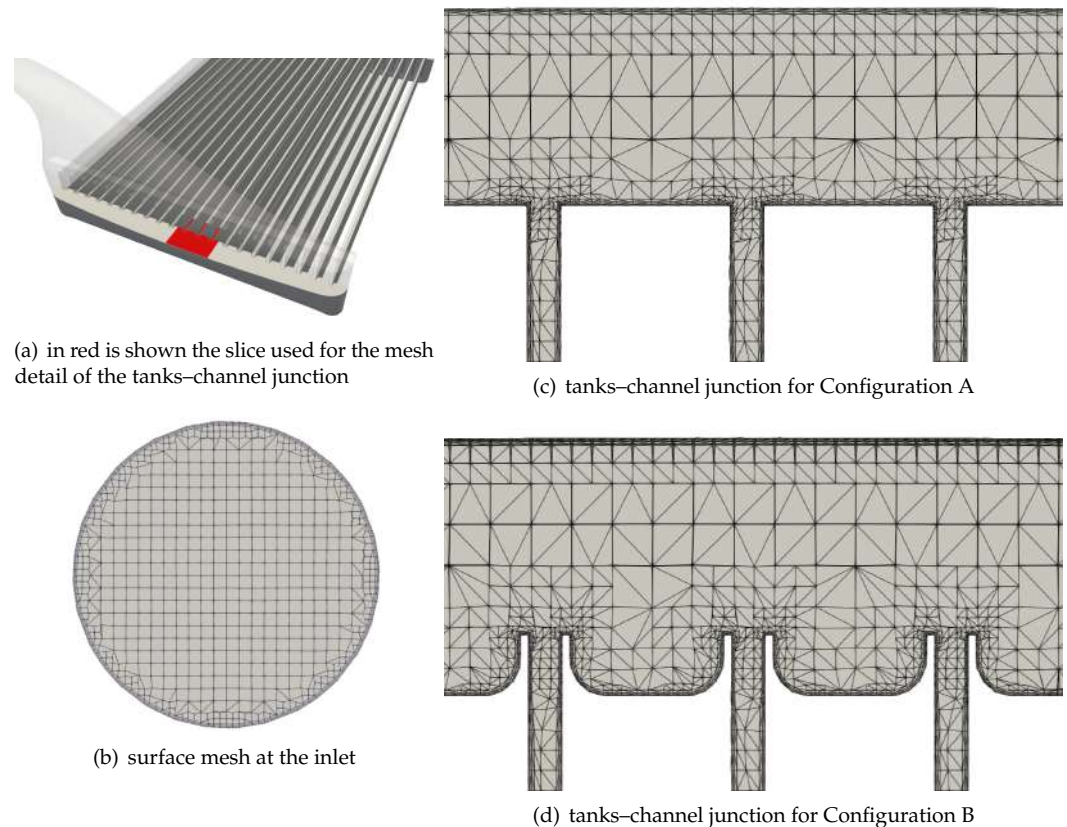 (a) in red is shown the slice used for the mesh
detail of the tanks–channel junction
(b) surface mesh at the inlet
(c) tanks–channel junction for Configuration A
(d) tanks–channel junction for Configuration B